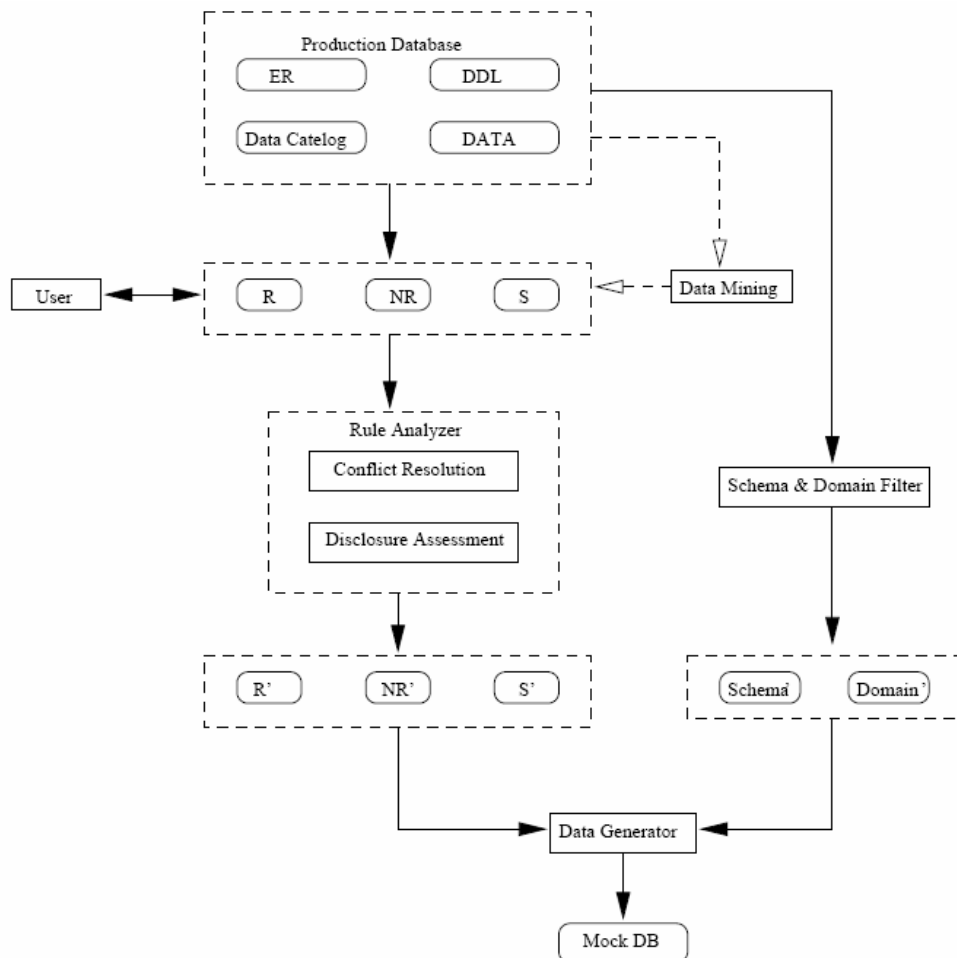 Production Database
ER
DDL
Data Catelog
DATA
User
R
NR
S
Data Mining
Rule Analyzer
Conflict Resolution
Disclosure Assessment
Schema & Domain Filter
R’
NR’
S’
Schema’
Domain’
Data Generator
Mock DB